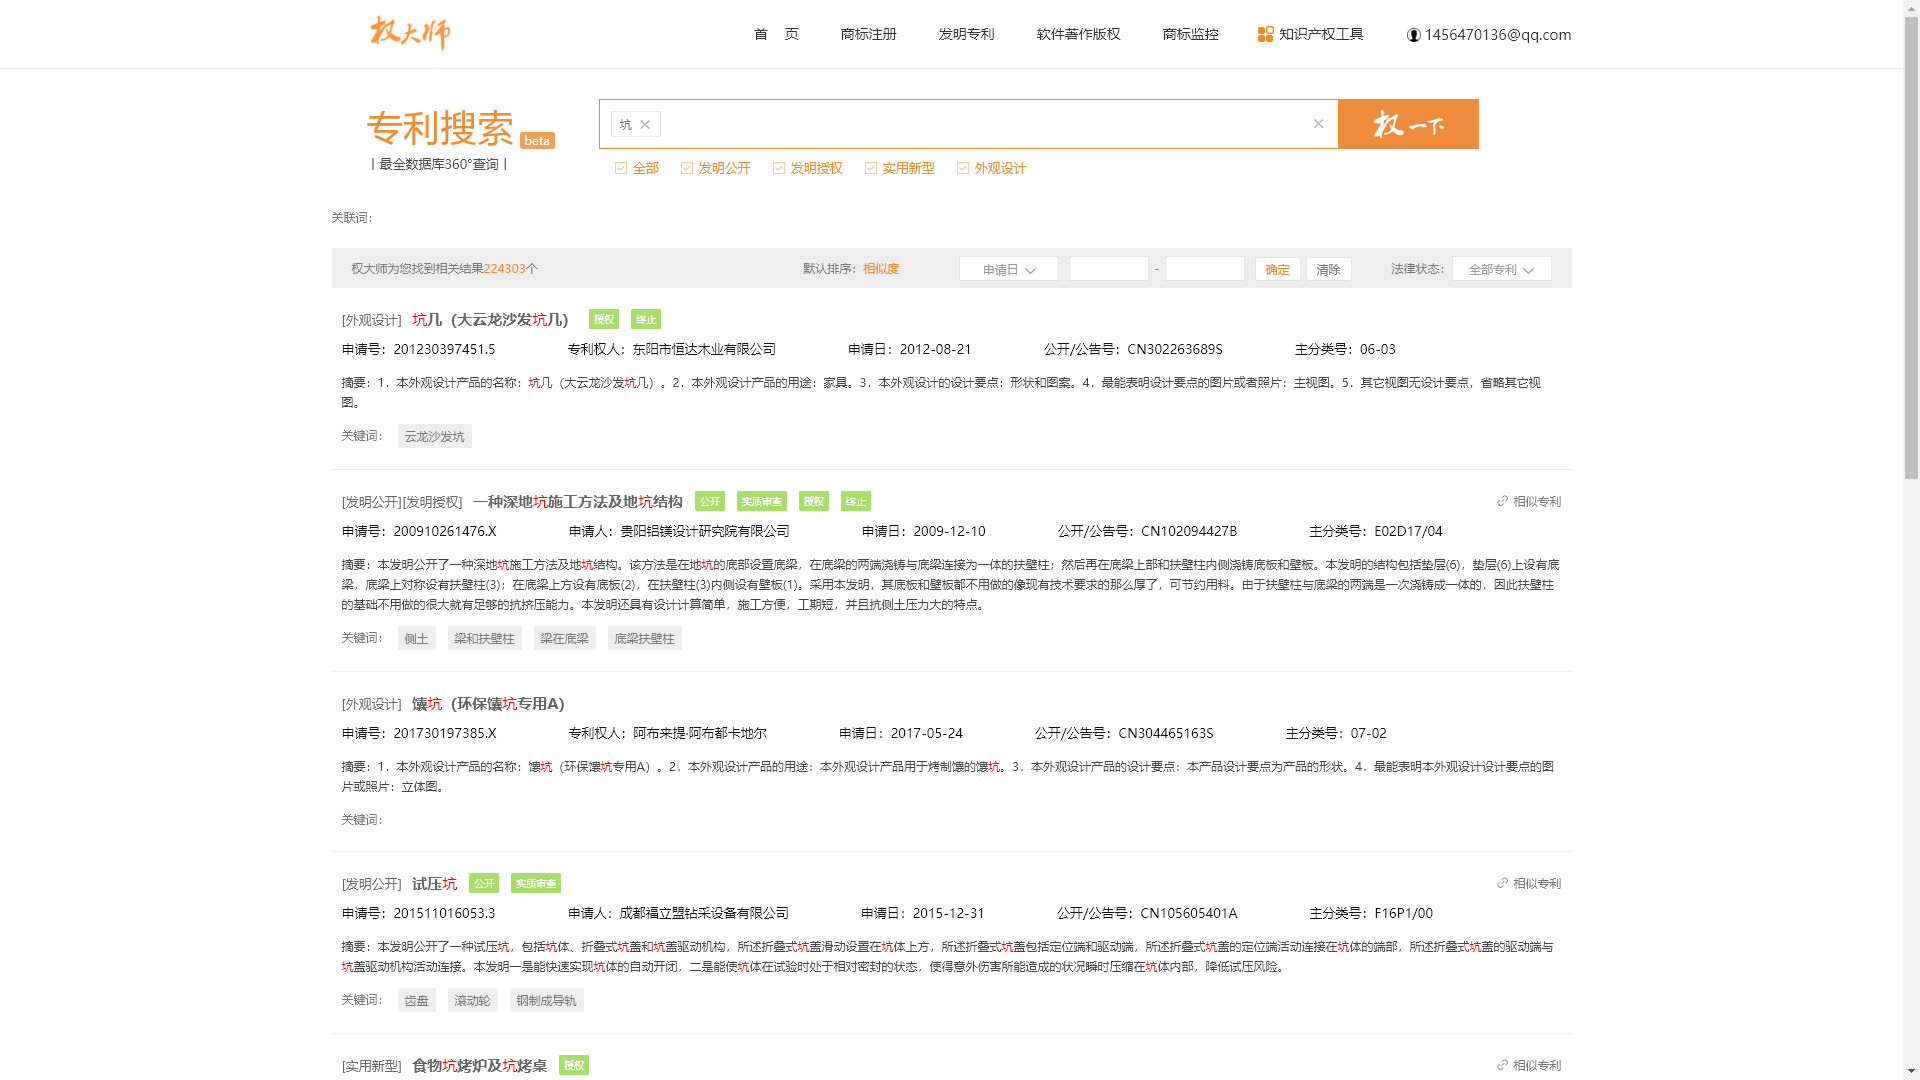 权大师
首 页 商标注册 发明专利 软件著作版权 商标监控 知识产权工具 1456470136@qq.com
专利搜索 beta
丨最全数据库360°查询丨
坑 × × 权一下
全部 发明公开 发明授权 实用新型 外观设计
关联词：
权大师为您找到相关结果224303个 默认排序：相似度 申请日 - 确定 清除 法律状态： 全部专利
[外观设计] 坑几（大云龙沙发坑几） 授权 终止
申请号：201230397451.5 专利权人：东阳市恒达木业有限公司 申请日：2012-08-21 公开/公告号：CN302263689S 主分类号：06-03
摘要：1．本外观设计产品的名称：坑几（大云龙沙发坑几）。2．本外观设计产品的用途：家具。3．本外观设计的设计要点：形状和图案。4．最能表明设计要点的图片或者照片：主视图。5．其它视图无设计要点，省略其它视
图。
关键词： 云龙沙发坑
[发明公开][发明授权] 一种深地坑施工方法及地坑结构 公开 实质审查 授权 终止 相似专利
申请号：200910261476.X 申请人：贵阳铝镁设计研究院有限公司 申请日：2009-12-10 公开/公告号：CN102094427B 主分类号：E02D17/04
摘要：本发明公开了一种深地坑施工方法及地坑结构。该方法是在地坑的底部设置底梁，在底梁的两端浇铸与底梁连接为一体的扶壁柱；然后再在底梁上部和扶壁柱内侧浇铸底板和壁板。本发明的结构包括垫层(6)，垫层(6)上设有底
梁，底梁上对称设有扶壁柱(3)；在底梁上方设有底板(2)，在扶壁柱(3)内侧设有壁板(1)。采用本发明，其底板和壁板都不用做的像现有技术要求的那么厚了，可节约用料。由于扶壁柱与底梁的两端是一次浇铸成一体的，因此扶壁柱
的基础不用做的很大就有足够的抗挤压能力。本发明还具有设计计算简单，施工方便，工期短，并且抗侧土压力大的特点。
关键词： 侧土 梁和扶壁柱 梁在底梁 底梁扶壁柱
[外观设计] 馕坑（环保馕坑专用A）
申请号：201730197385.X 专利权人：阿布来提·阿布都卡地尔 申请日：2017-05-24 公开/公告号：CN304465163S 主分类号：07-02
摘要：1．本外观设计产品的名称：馕坑（环保馕坑专用A）。2．本外观设计产品的用途：本外观设计产品用于烤制馕的馕坑。3．本外观设计产品的设计要点：本产品设计要点为产品的形状。4．最能表明本外观设计设计要点的图
片或照片：立体图。
关键词：
[发明公开] 试压坑 公开 实质审查 相似专利
申请号：201511016053.3 申请人：成都福立盟钻采设备有限公司 申请日：2015-12-31 公开/公告号：CN105605401A 主分类号：F16P1/00
摘要：本发明公开了一种试压坑，包括坑体、折叠式坑盖和坑盖驱动机构，所述折叠式坑盖滑动设置在坑体上方，所述折叠式坑盖包括定位端和驱动端，所述折叠式坑盖的定位端活动连接在坑体的端部，所述折叠式坑盖的驱动端与
坑盖驱动机构活动连接。本发明一是能快速实现坑体的自动开闭，二是能使坑体在试验时处于相对密封的状态，使得意外伤害所能造成的状况瞬时压缩在坑体内部，降低试压风险。
关键词： 齿盘 滚动轮 钢制成导轨
[实用新型] 食物坑烤炉及坑烤桌 授权 相似专利